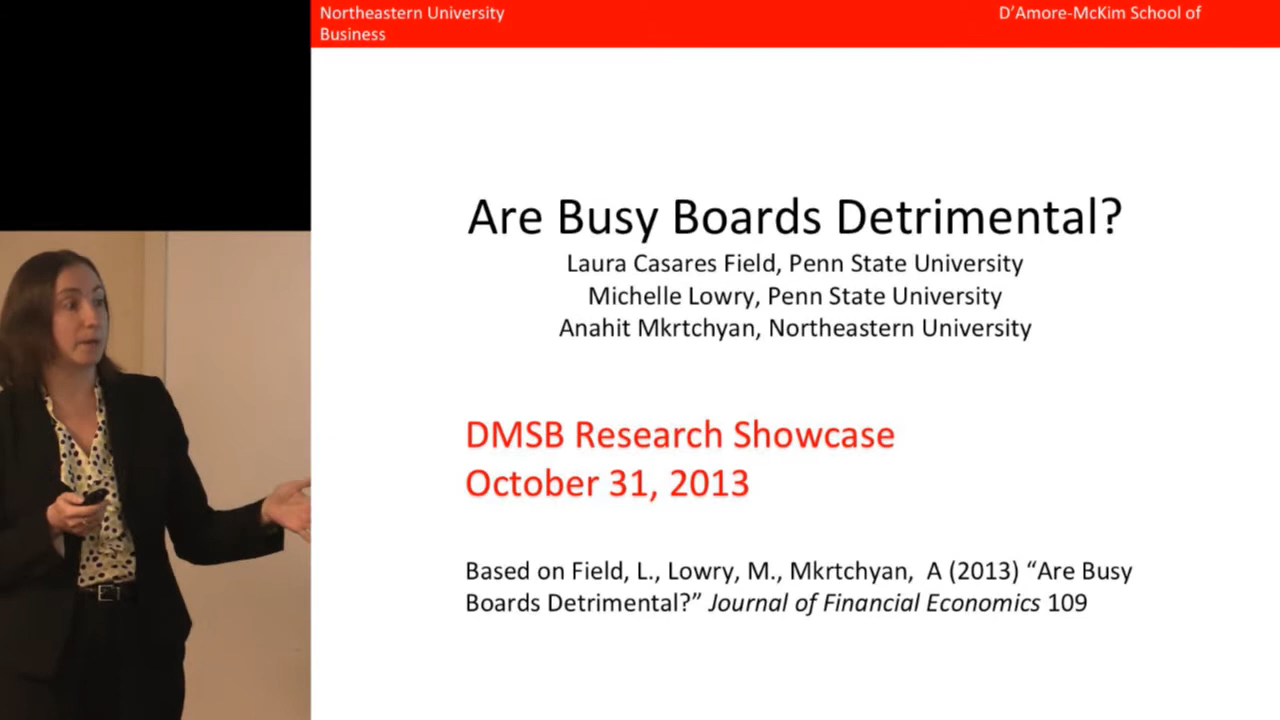 Northeastern University D’Amore-McKim School of
Business
Are Busy Boards Detrimental?
Laura Casares Field, Penn State University
Michelle Lowry, Penn State University
Anahit Mkrtchyan, Northeastern University
DMSB Research Showcase
October 31, 2013
Based on Field, L., Lowry, M., Mkrtchyan, A (2013) “Are Busy
Boards Detrimental?” Journal of Financial Economics 109